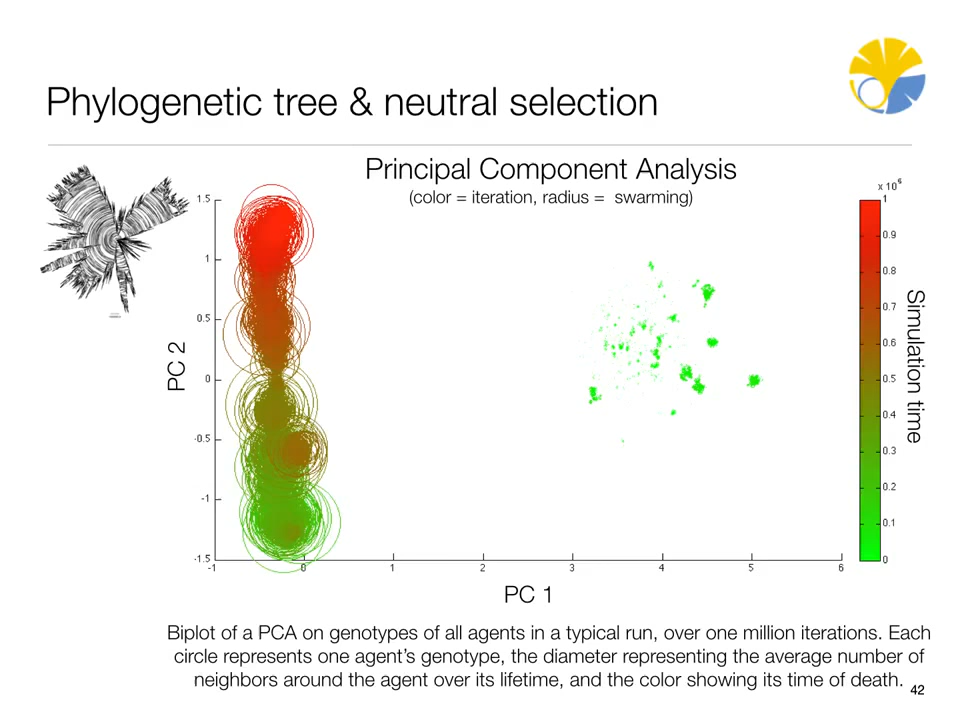 Phylogenetic tree & neutral selection
Principal Component Analysis
(color = iteration, radius = swarming)
x 10^6
1.5
1
0.5
0
-0.5
-1
-1.5
PC 2
-1
0
1
2
3
4
5
6
PC 1
1
0.9
0.8
0.7
0.6
0.5
0.4
0.3
0.2
0.1
0
Simulation time
Biplot of a PCA on genotypes of all agents in a typical run, over one million iterations. Each
circle represents one agent’s genotype, the diameter representing the average number of
neighbors around the agent over its lifetime, and the color showing its time of death.
42